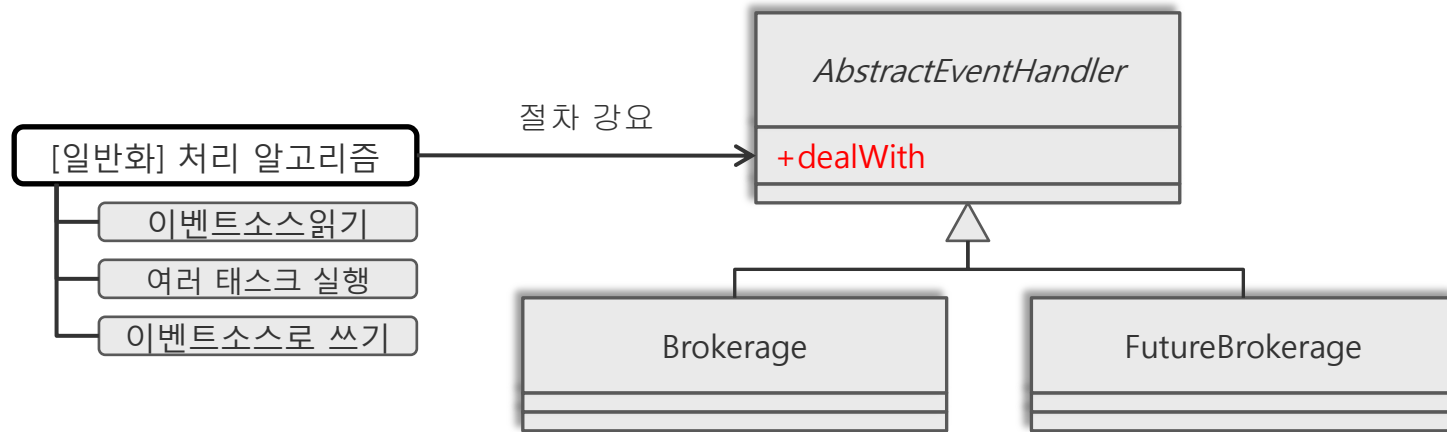 AbstractEventHandler
절차 강요
[일반화] 처리 알고리즘
+dealWith
이벤트소스읽기
여러 태스크 실행
이벤트소스로 쓰기
Brokerage
FutureBrokerage